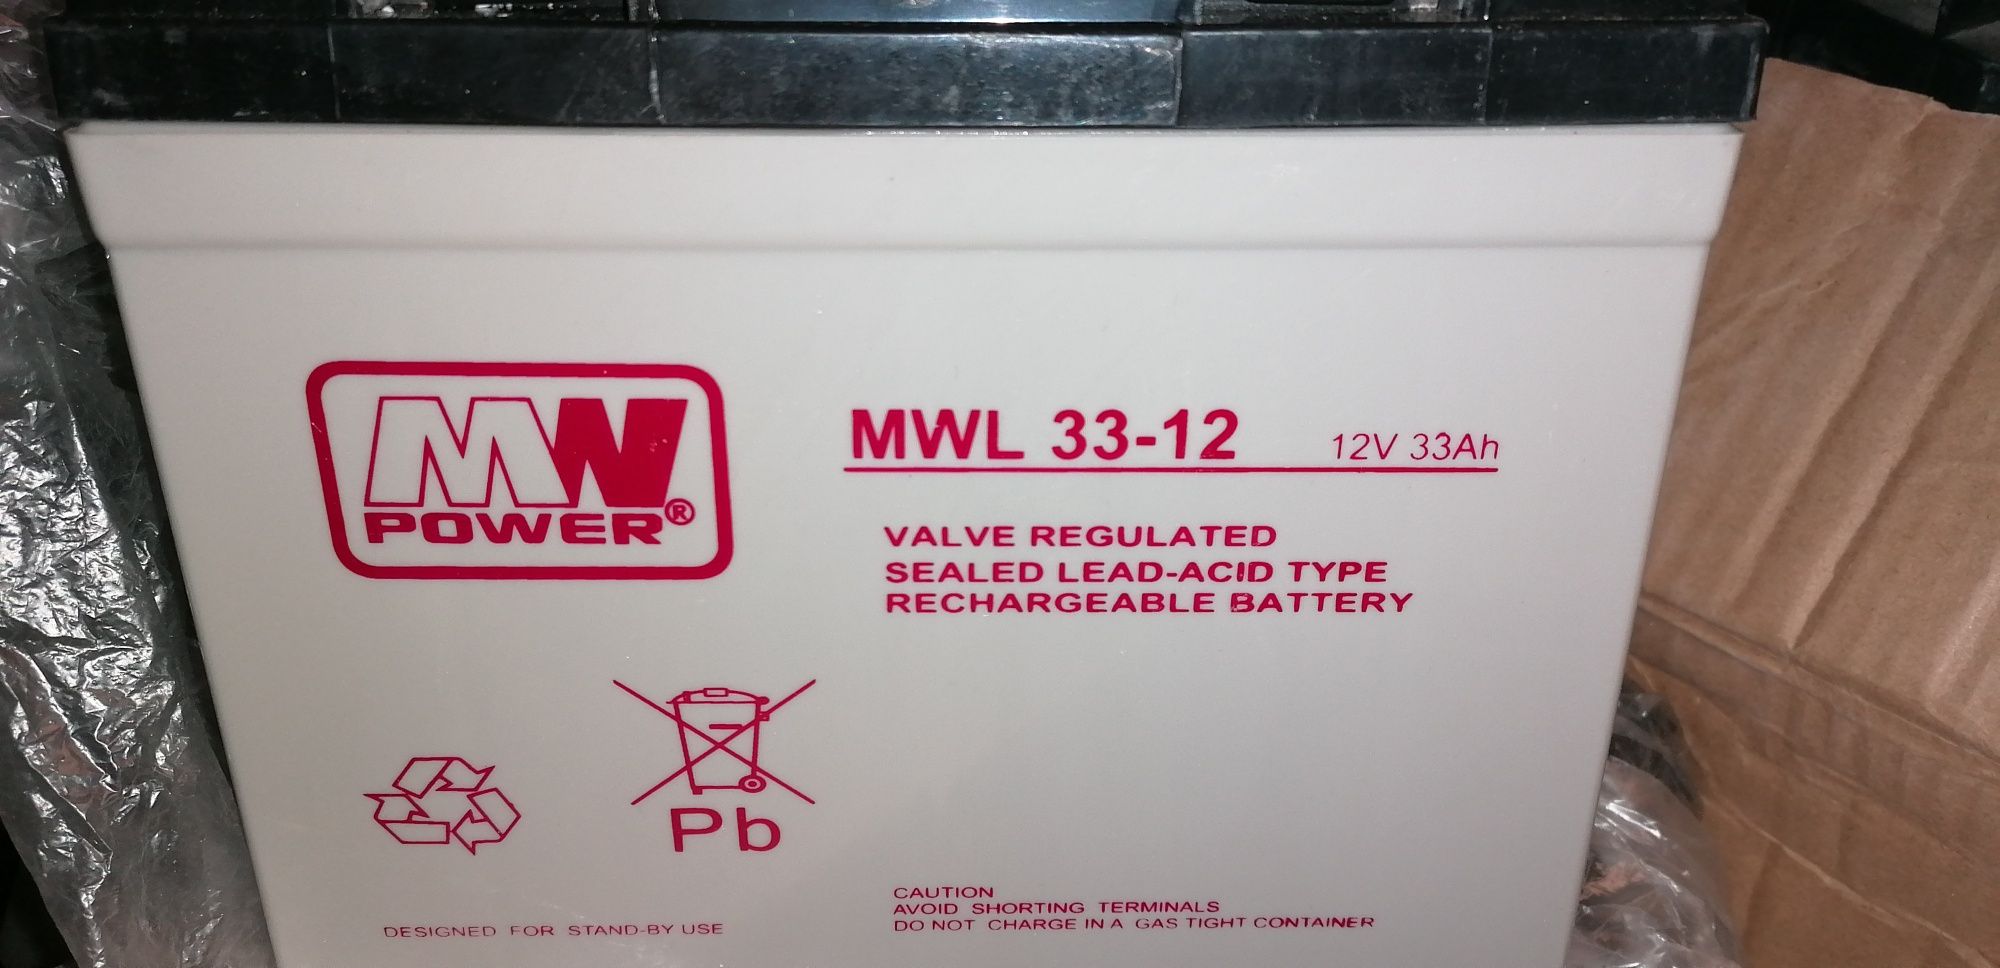 MW
POWER®
MWL 33-12 12V 33Ah
VALVE REGULATED
SEALED LEAD-ACID TYPE
RECHARGEABLE BATTERY
Pb
DESIGNED FOR STAND-BY USE
CAUTION
AVOID SHORTING TERMINALS
DO NOT CHARGE IN A GAS TIGHT CONTAINER